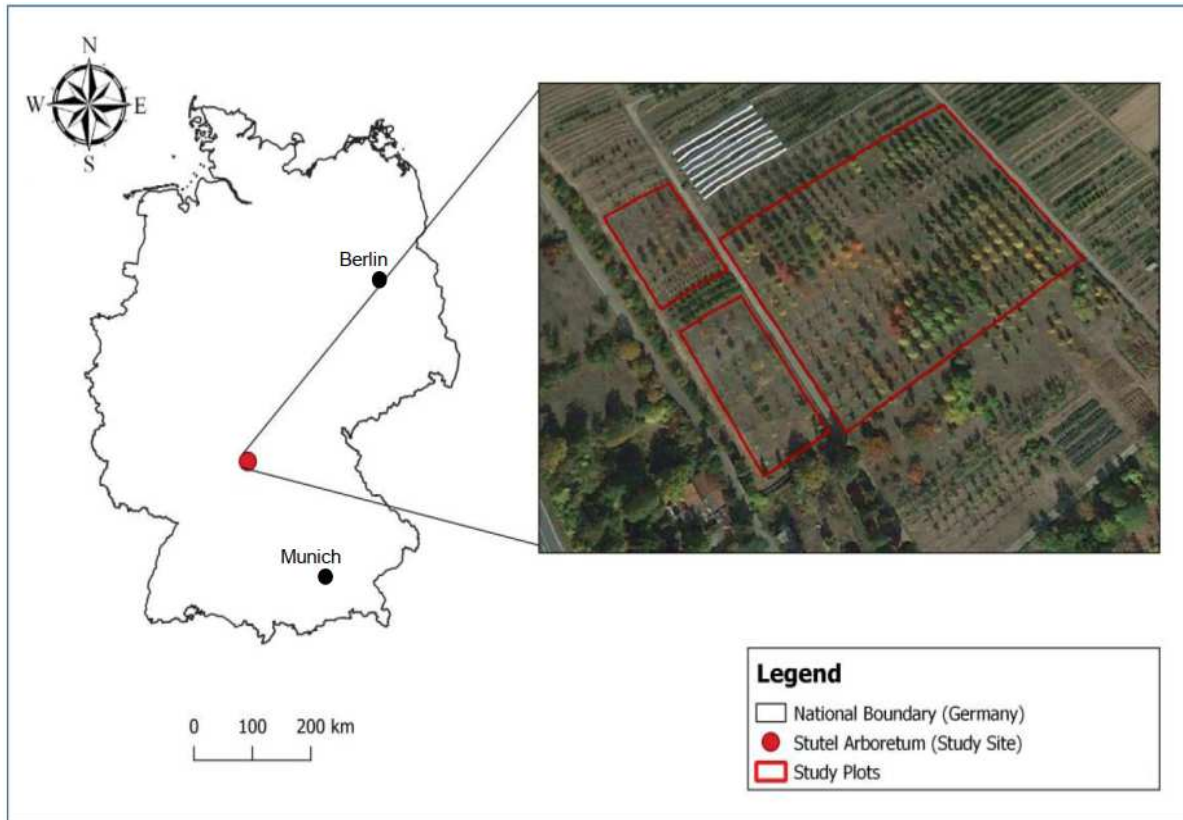 N
W E
S
Berlin
Munich
0 100 200 km
Legend
National Boundary (Germany)
Stutel Arboretum (Study Site)
Study Plots